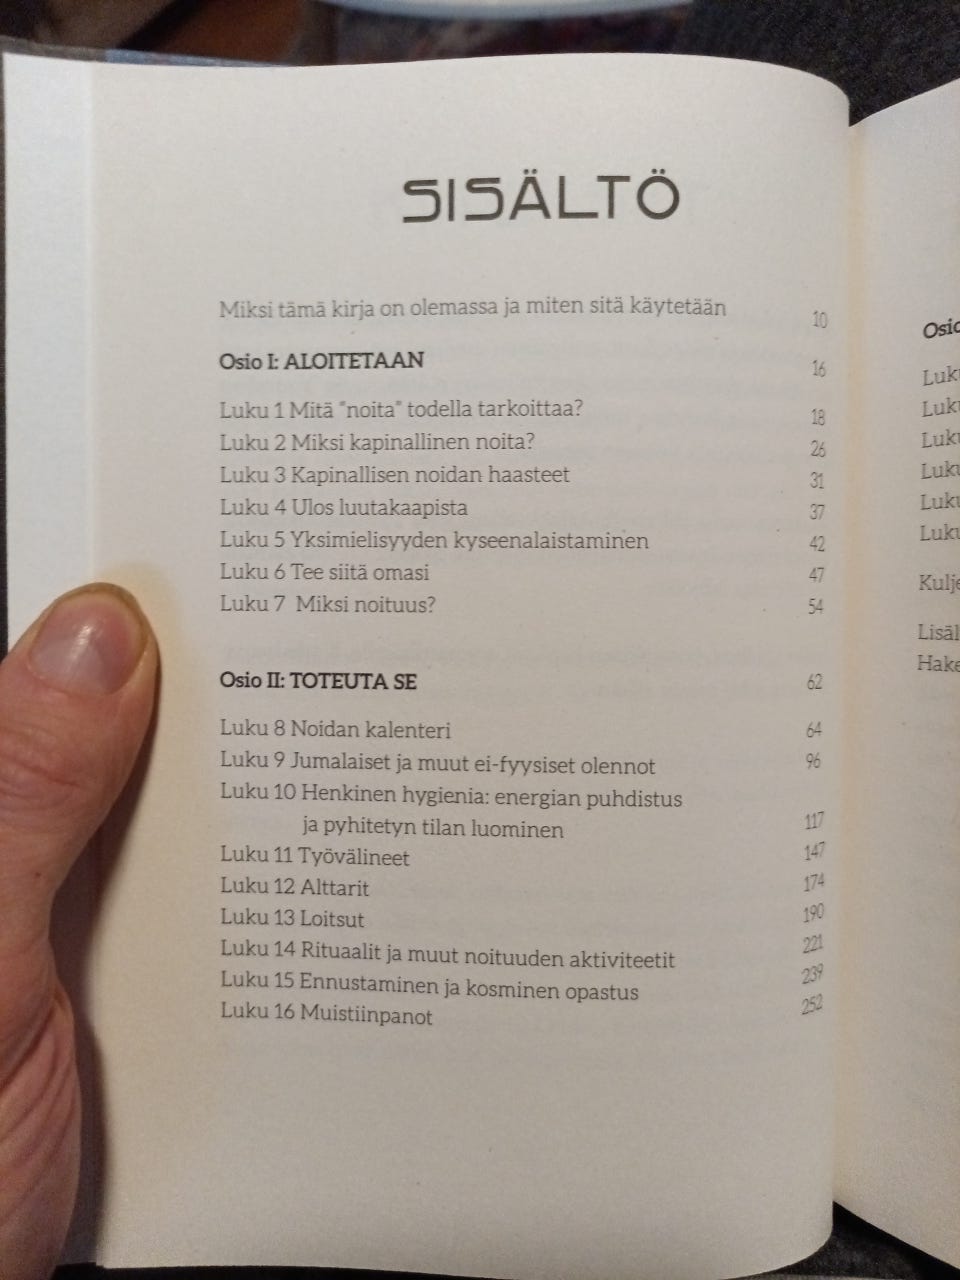 SISÄLTÖ
Miksi tämä kirja on olemassa ja miten sitä käytetään 10
Osio I: ALOITETAAN 16
Luku 1 Mitä "noita" todella tarkoittaa? 18
Luku 2 Miksi kapinallinen noita? 26
Luku 3 Kapinallisen noidan haasteet 31
Luku 4 Ulos luutakaapista 37
Luku 5 Yksimielisyyden kyseenalaistaminen 42
Luku 6 Tee siitä omasi 47
Luku 7 Miksi noituus? 54
Osio II: TOTEUTA SE 62
Luku 8 Noidan kalenteri 64
Luku 9 Jumalaiset ja muut ei-fyysiset olennot 96
Luku 10 Henkinen hygienia: energian puhdistus
ja pyhitetyn tilan luominen 117
Luku 11 Työvälineet 147
Luku 12 Alttarit 174
Luku 13 Loitsut 190
Luku 14 Rituaalit ja muut noituuden aktiviteetit 221
Luku 15 Ennustaminen ja kosminen opastus 239
Luku 16 Muistiinpanot 252